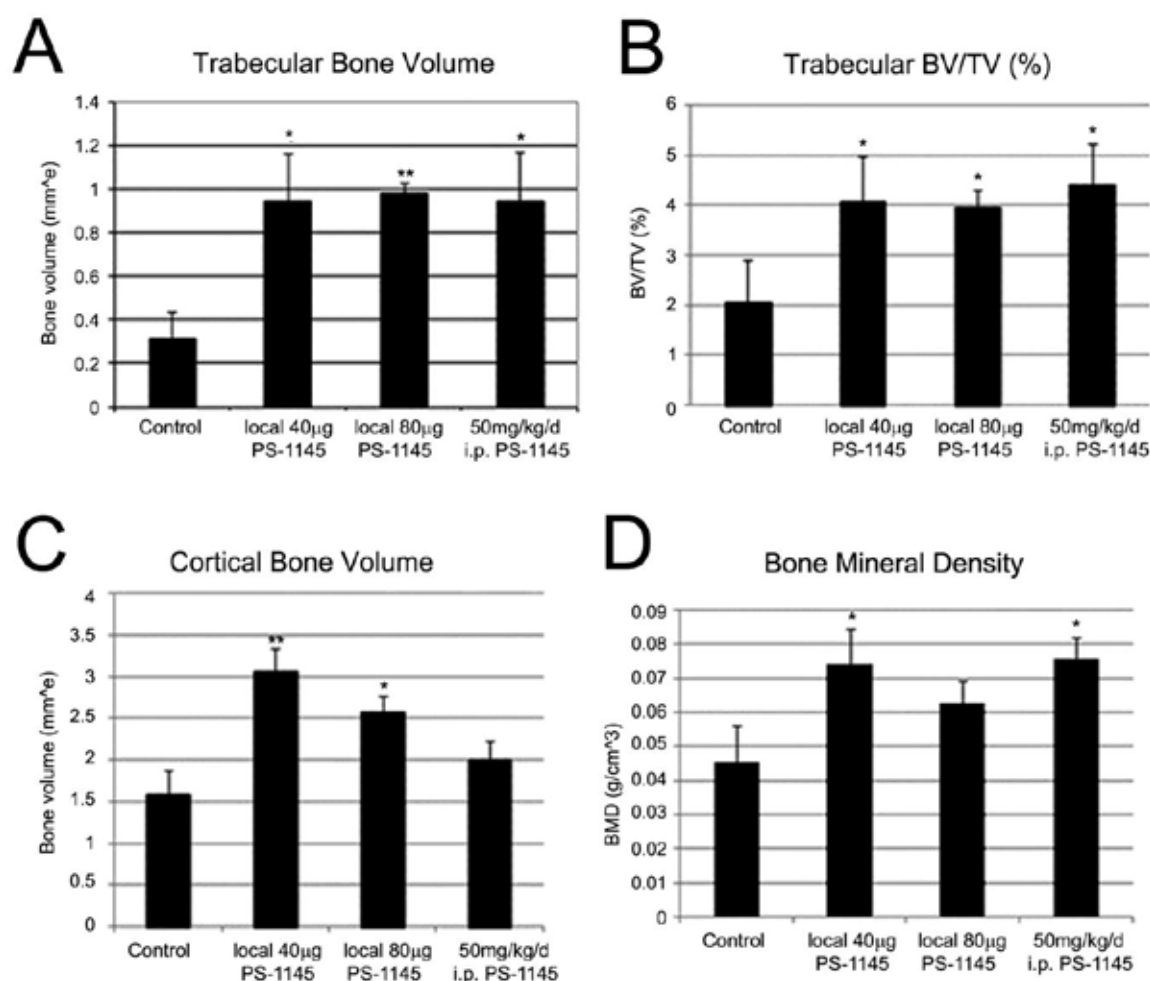 A
Trabecular Bone Volume
Bone volume (mm^e)
1.4
1.2
1
0.8
0.6
0.4
0.2
0
*
**
*
Control
local 40μg
PS-1145
local 80μg
PS-1145
50mg/kg/d
i.p. PS-1145
B
Trabecular BV/TV (%)
BV/TV (%)
6
5
4
3
2
1
0
*
*
*
Control
local 40μg
PS-1145
local 80μg
PS-1145
50mg/kg/d
i.p. PS-1145
C
Cortical Bone Volume
Bone volume (mm^e)
4
3.5
3
2.5
2
1.5
1
0.5
0
**
*
Control
local 40μg
PS-1145
local 80μg
PS-1145
50mg/kg/d
i.p. PS-1145
D
Bone Mineral Density
BMD (g/cm^3)
0.09
0.08
0.07
0.06
0.05
0.04
0.03
0.02
0.01
0
*
*
Control
local 40μg
PS-1145
local 80μg
PS-1145
50mg/kg/d
i.p. PS-1145